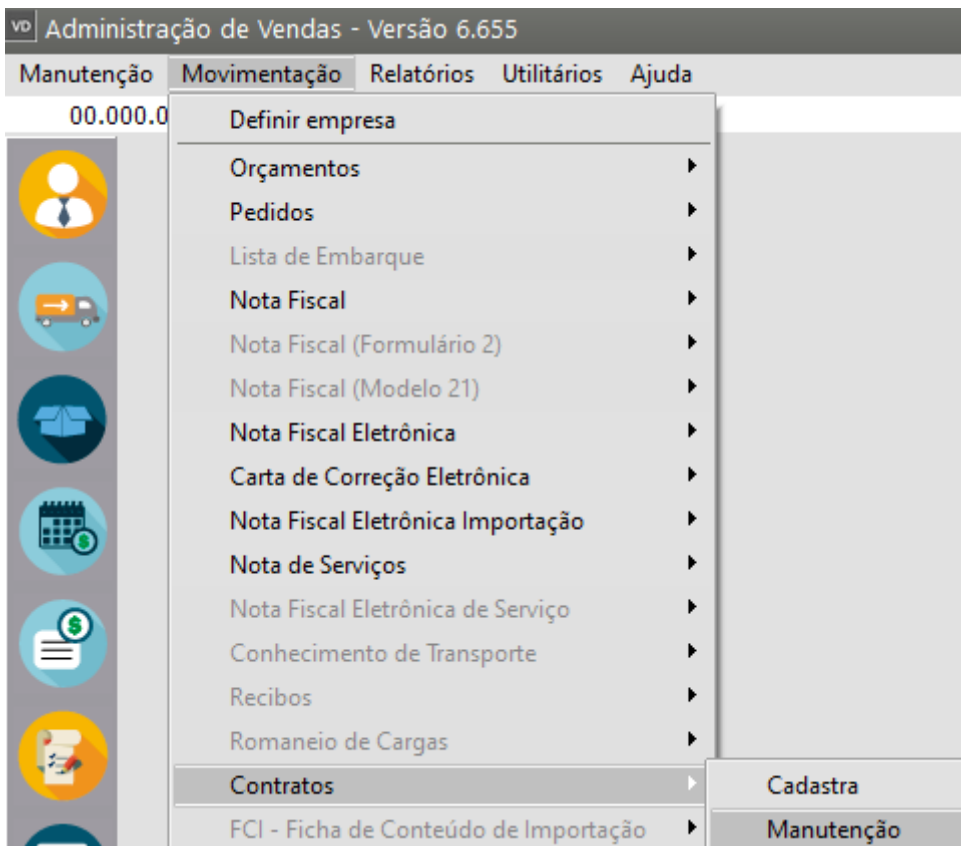 VD Administração de Vendas - Versão 6.655
Manutenção Movimentação Relatórios Utilitários Ajuda
00.000.0
Definir empresa
Orçamentos
Pedidos
Lista de Embarque
Nota Fiscal
Nota Fiscal (Formulário 2)
Nota Fiscal (Modelo 21)
Nota Fiscal Eletrônica
Carta de Correção Eletrônica
Nota Fiscal Eletrônica Importação
Nota de Serviços
Nota Fiscal Eletrônica de Serviço
Conhecimento de Transporte
Recibos
Romaneio de Cargas
Contratos
Cadastra
FCI - Ficha de Conteúdo de Importação
Manutenção